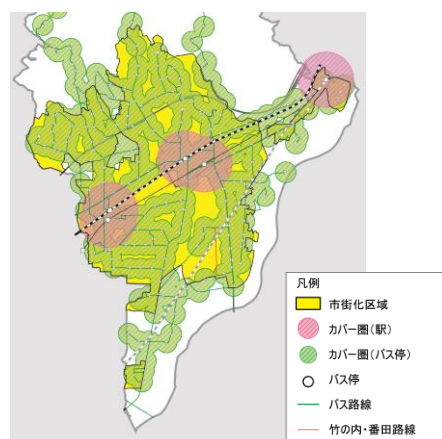 凡例
市街化区域
カバー圏(駅)
カバー圏(バス停)
バス停
バス路線
竹の内・番田路線